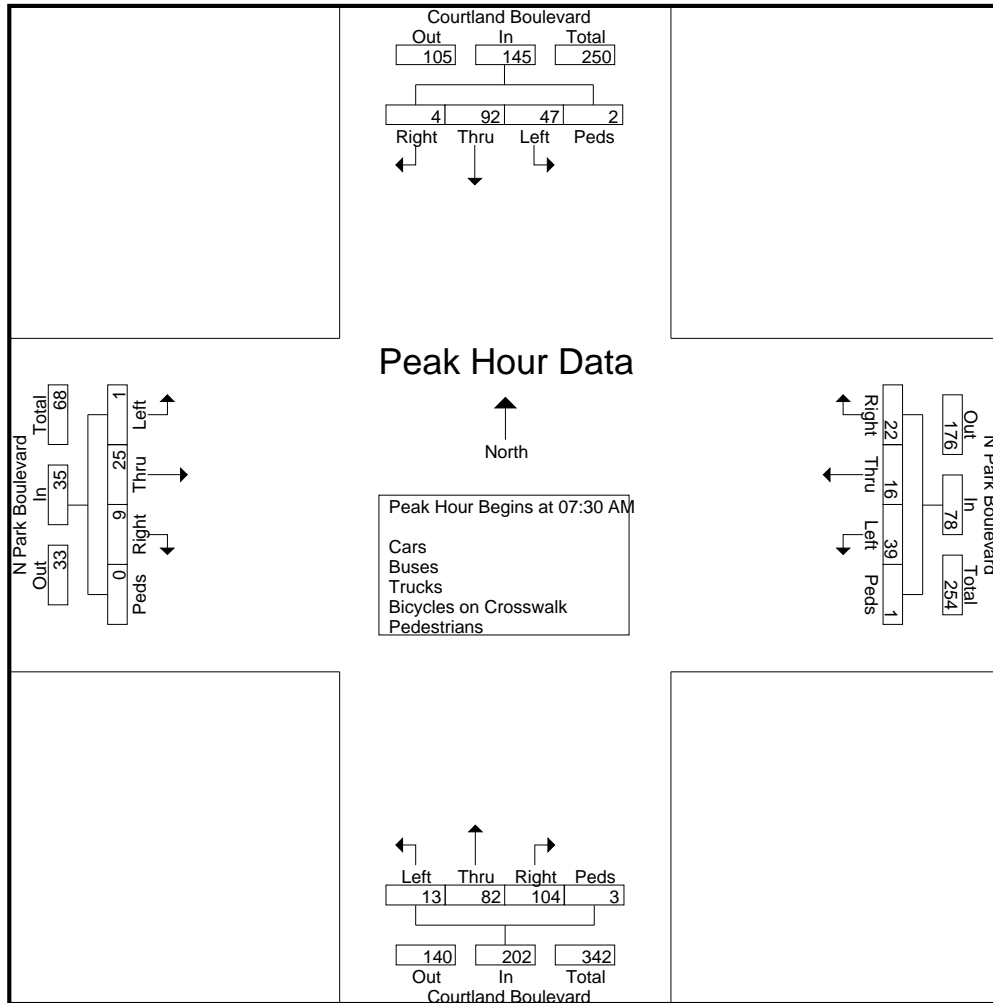 Courtland Boulevard
Out In Total
105 145 250
4 92 47 2
Right Thru Left Peds
Peak Hour Data
North
Peak Hour Begins at 07:30 AM
Cars
Buses
Trucks
Bicycles on Crosswalk
Pedestrians
N Park Boulevard
Total In Out
68 35 33
1 25 9 0
Left Thru Right Peds
N Park Boulevard
Out In Total
176 78 254
22 16 39 1
Right Thru Left Peds
Left Thru Right Peds
13 82 104 3
140 202 342
Out In Total
Courtland Boulevard